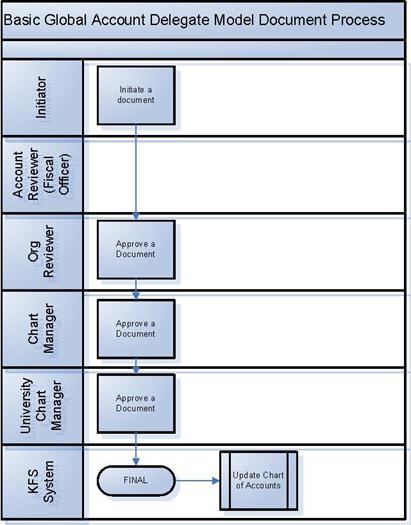 Basic Global Account Delegate Model Document Process
Initiator
Initiate a
document
Account
Reviewer
(Fiscal
Officer)
Org
Reviewer
Approve a
Document
Chart
Manager
Approve a
Document
University
Chart
Manager
Approve a
Document
KFS
System
FINAL
Update Chart
of Accounts